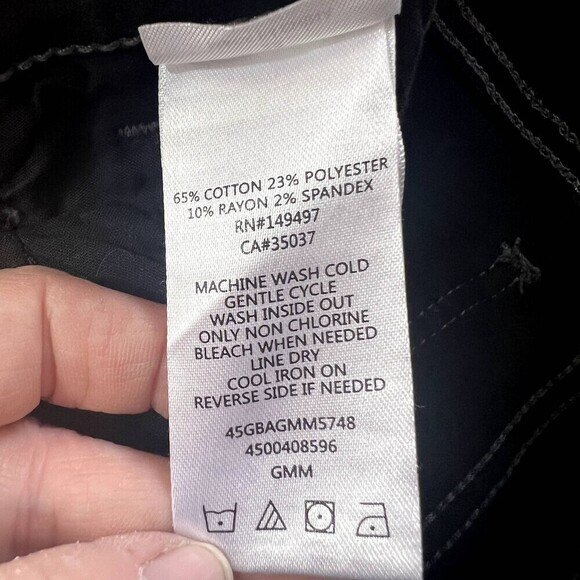 65% COTTON 23% POLYESTER
10% RAYON 2% SPANDEX
RN#149497
CA#35037
MACHINE WASH COLD
GENTLE CYCLE
WASH INSIDE OUT
ONLY NON CHLORINE
BLEACH WHEN NEEDED
LINE DRY
COOL IRON ON
REVERSE SIDE IF NEEDED
45GBAGMM5748
4500408596
GMM